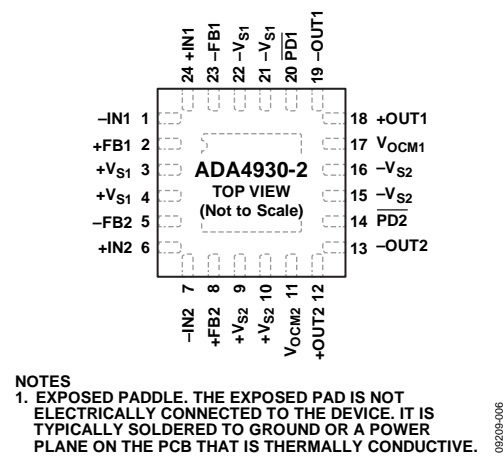 24 +IN1
23 –FB1
22 –VS1
21 –VS1
20 PD1
19 –OUT1
–IN1 1
+FB1 2
+VS1 3
+VS1 4
–FB2 5
+IN2 6
ADA4930-2
TOP VIEW
(Not to Scale)
18 +OUT1
17 VOCM1
16 –VS2
15 –VS2
14 PD2
13 –OUT2
–IN2 7
+FB2 8
+VS2 9
+VS2 10
VOCM2 11
+OUT2 12
NOTES
1. EXPOSED PADDLE. THE EXPOSED PAD IS NOT
ELECTRICALLY CONNECTED TO THE DEVICE. IT IS
TYPICALLY SOLDERED TO GROUND OR A POWER
PLANE ON THE PCB THAT IS THERMALLY CONDUCTIVE.
09209-006